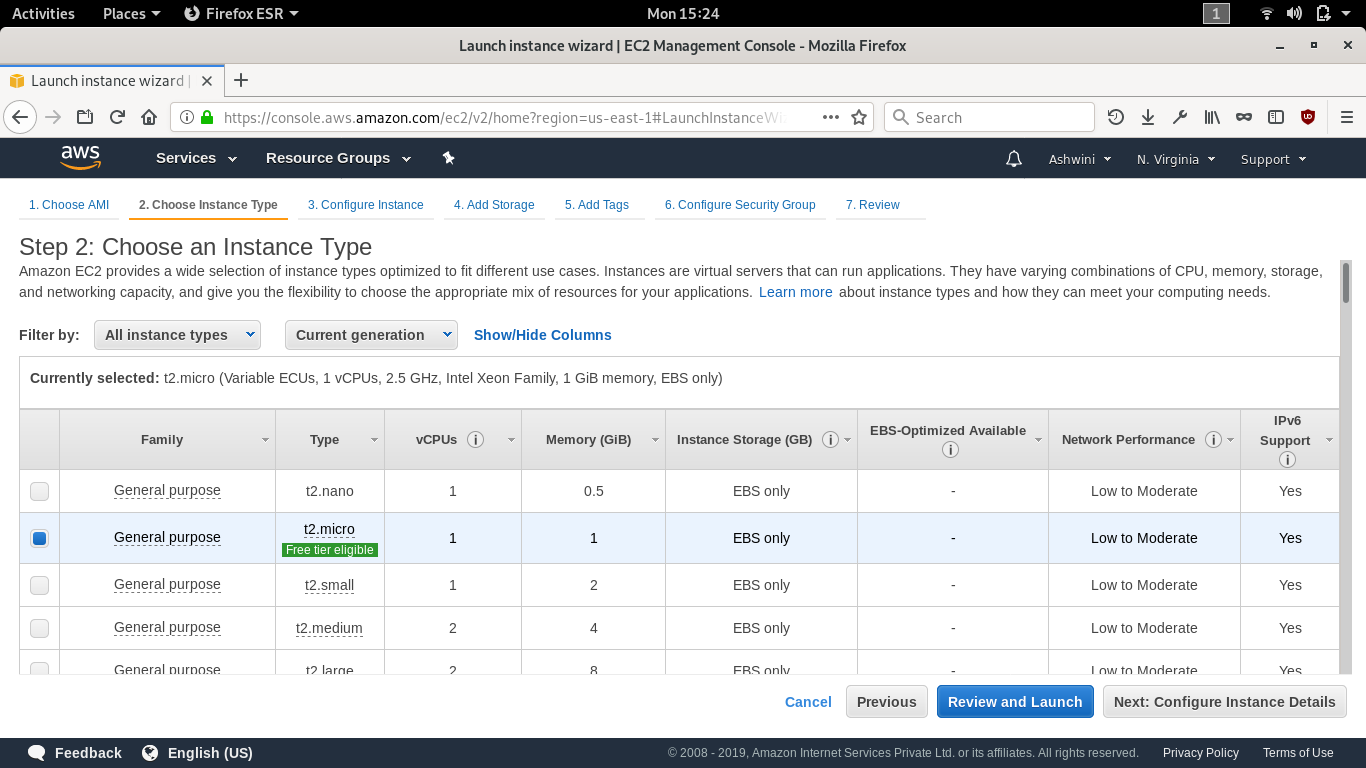 Activities Places Firefox ESR Mon 15:24 1
Launch instance wizard | EC2 Management Console - Mozilla Firefox
Launch instance wizard |
https://console.aws.amazon.com/ec2/v2/home?region=us-east-1#LaunchInstanceWi Search
aws Services Resource Groups Ashwini N. Virginia Support
1. Choose AMI 2. Choose Instance Type 3. Configure Instance 4. Add Storage 5. Add Tags 6. Configure Security Group 7. Review
Step 2: Choose an Instance Type
Amazon EC2 provides a wide selection of instance types optimized to fit different use cases. Instances are virtual servers that can run applications. They have varying combinations of CPU, memory, storage,
and networking capacity, and give you the flexibility to choose the appropriate mix of resources for your applications. Learn more about instance types and how they can meet your computing needs.
Filter by: All instance types Current generation Show/Hide Columns
Currently selected: t2.micro (Variable ECUs, 1 vCPUs, 2.5 GHz, Intel Xeon Family, 1 GiB memory, EBS only)
Family Type vCPUs Memory (GiB) Instance Storage (GB) EBS-Optimized Available Network Performance IPv6 Support
General purpose t2.nano 1 0.5 EBS only - Low to Moderate Yes
General purpose t2.micro 1 1 EBS only - Low to Moderate Yes
Free tier eligible
General purpose t2.small 1 2 EBS only - Low to Moderate Yes
General purpose t2.medium 2 4 EBS only - Low to Moderate Yes
General purpose t2.large 2 8 EBS only - Low to Moderate Yes
Cancel Previous Review and Launch Next: Configure Instance Details
Feedback English (US) © 2008 - 2019, Amazon Internet Services Private Ltd. or its affiliates. All rights reserved. Privacy Policy Terms of Use